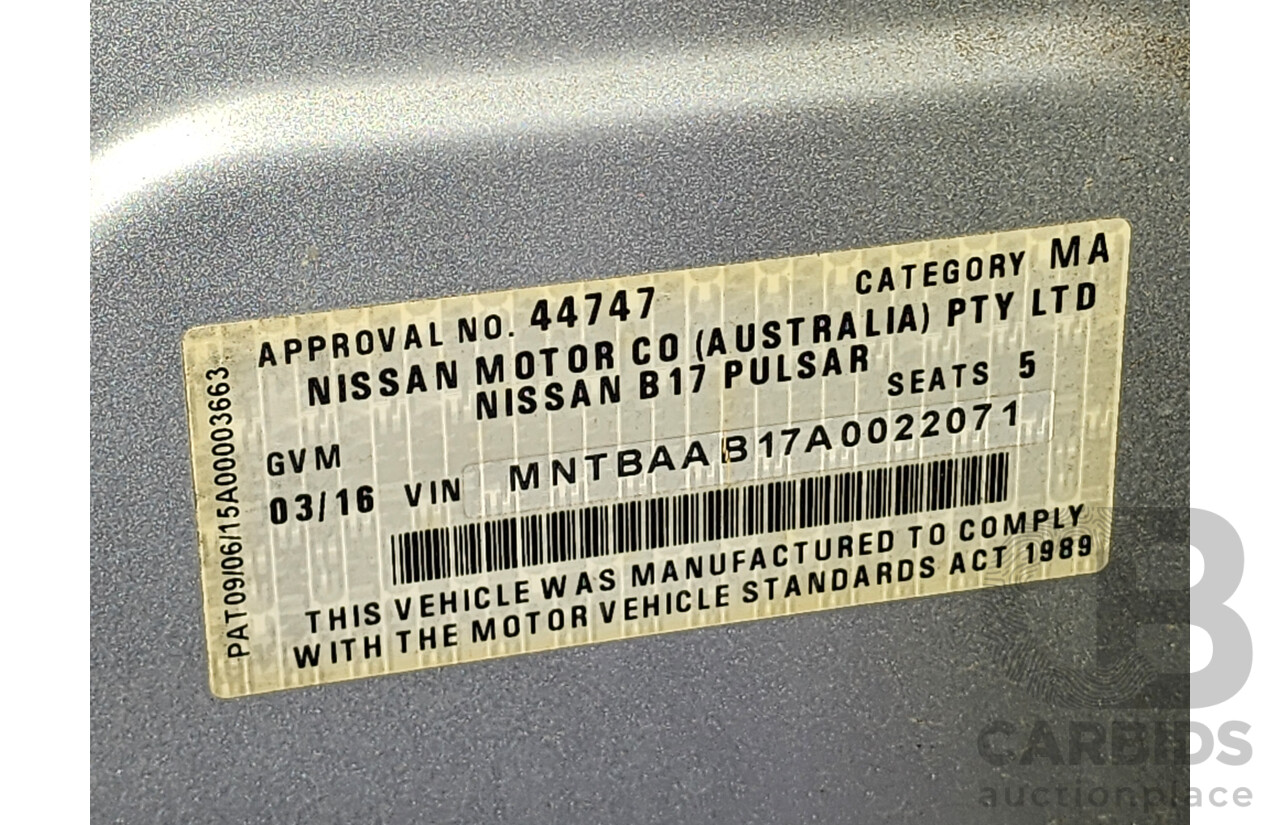 APPROVAL NO. 44747 CATEGORY MA
NISSAN MOTOR CO (AUSTRALIA) PTY LTD
NISSAN B17 PULSAR
GVM SEATS 5
03/16 VIN MNTBAAB17A0022071
THIS VEHICLE WAS MANUFACTURED TO COMPLY
WITH THE MOTOR VEHICLE STANDARDS ACT 1989
PAT09/06/15A00003663
B
CARBIDS
auctionplace